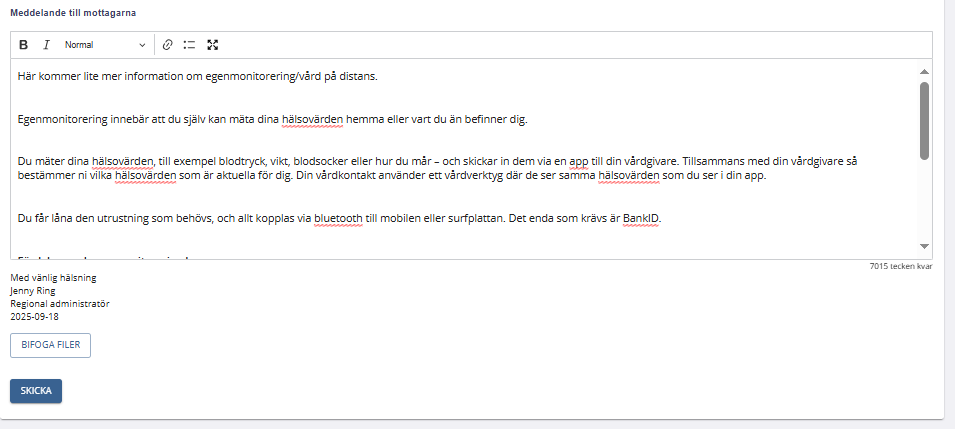 Meddelande till mottagarna
B I Normal
Här kommer lite mer information om egenmonitorering/vård på distans.
Egenmonitorering innebär att du själv kan mäta dina hälsovärden hemma eller vart du än befinner dig.
Du mäter dina hälsovärden, till exempel blodtryck, vikt, blodsocker eller hur du mår – och skickar in dem via en app till din vårdgivare. Tillsammans med din vårdgivare så
bestämmer ni vilka hälsovärden som är aktuella för dig. Din vårdkontakt använder ett vårdverktyg där de ser samma hälsovärden som du ser i din app.
Du får låna den utrustning som behövs, och allt kopplas via bluetooth till mobilen eller surfplattan. Det enda som krävs är BankID.
7015 tecken kvar
Med vänlig hälsning
Jenny Ring
Regional administratör
2025-09-18
BIFOGA FILER
SKICKA